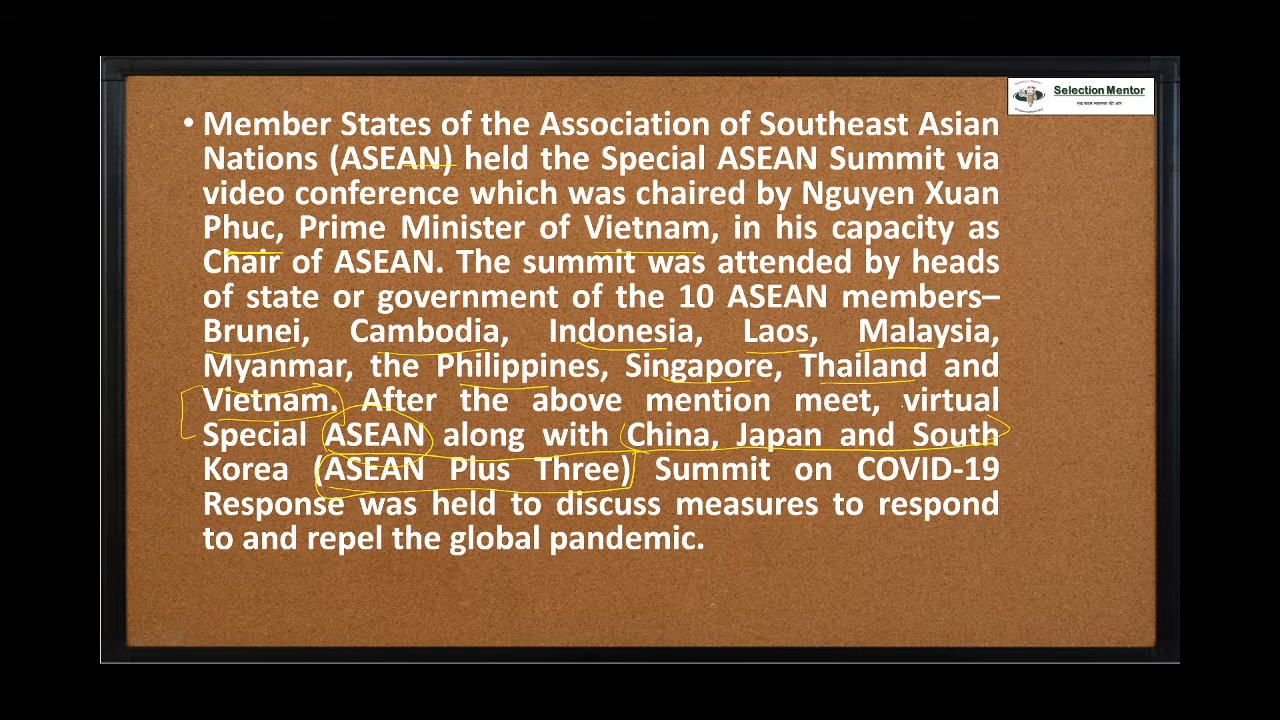 Selection Mentor
एक कदम सफलता की ओर
• Member States of the Association of Southeast Asian
Nations (ASEAN) held the Special ASEAN Summit via
video conference which was chaired by Nguyen Xuan
Phuc, Prime Minister of Vietnam, in his capacity as
Chair of ASEAN. The summit was attended by heads
of state or government of the 10 ASEAN members–
Brunei, Cambodia, Indonesia, Laos, Malaysia,
Myanmar, the Philippines, Singapore, Thailand and
Vietnam. After the above mention meet, virtual
Special ASEAN along with China, Japan and South
Korea (ASEAN Plus Three) Summit on COVID-19
Response was held to discuss measures to respond
to and repel the global pandemic.